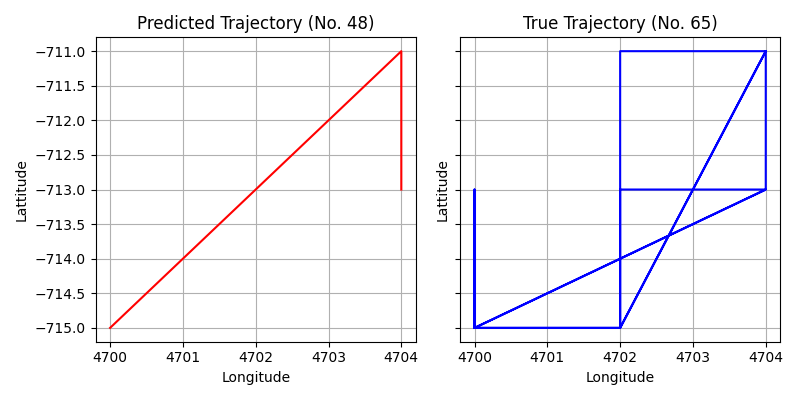 Predicted Trajectory (No. 48)
True Trajectory (No. 65)
−711.0
−711.5
−712.0
−712.5
−713.0
−713.5
−714.0
−714.5
−715.0
Lattitude
Lattitude
4700 4701 4702 4703 4704
4700 4701 4702 4703 4704
Longitude
Longitude